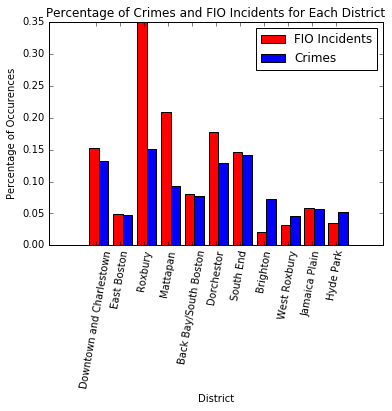 Percentage of Crimes and FIO Incidents for Each District
FIO Incidents
Crimes
Percentage of Occurences
0.35
0.30
0.25
0.20
0.15
0.10
0.05
0.00
Downtown and Charlestown
East Boston
Roxbury
Mattapan
Back Bay/South Boston
Dorchestor
South End
Brighton
West Roxbury
Jamaica Plain
Hyde Park
District